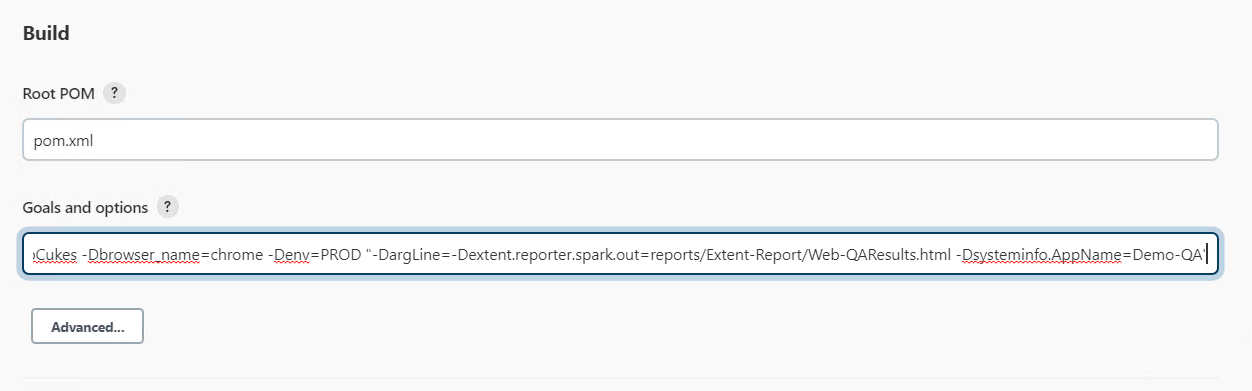 Build
Root POM ?
pom.xml
Goals and options ?
Cukes -Dbrowser_name=chrome -Denv=PROD "-DargLine=-Dextent.reporter.spark.out=reports/Extent-Report/Web-QAResults.html -Dsysteminfo.AppName=Demo-QA"
Advanced...